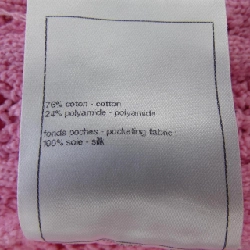 76% coton - cotton
24% polyamide - polyamide
fonds poches - pocketing fabric
100% soie - silk